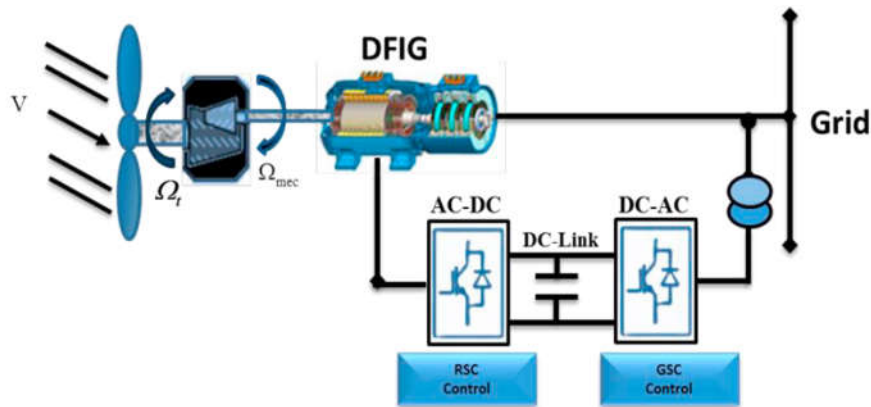 DFIG
V
Grid
Ωt
Ωmec
AC-DC
DC-AC
DC-Link
RSC
Control
GSC
Control